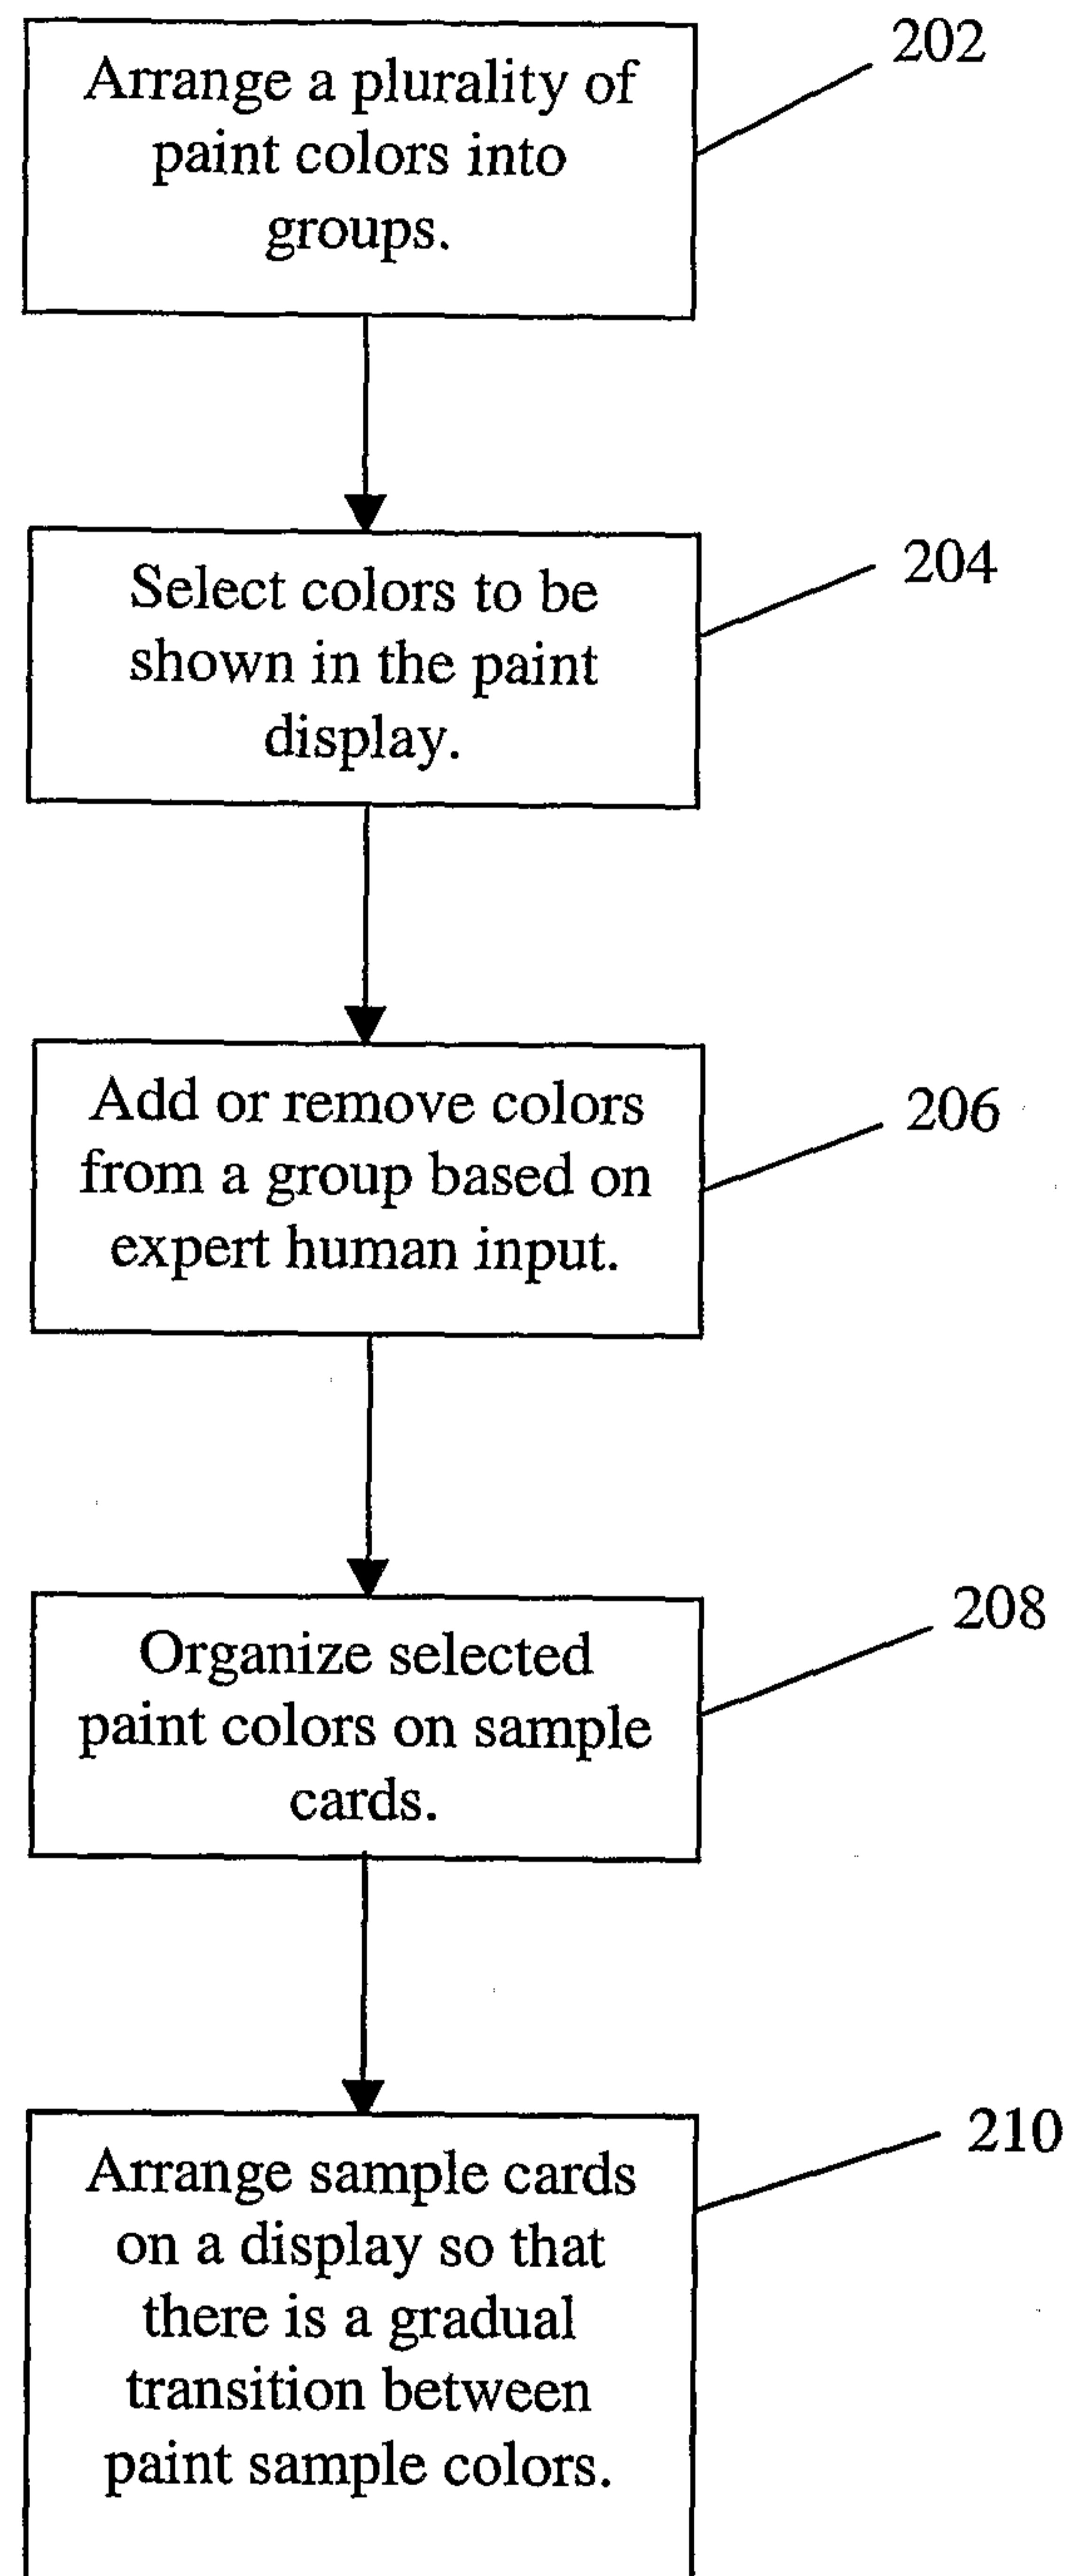 Arrange a plurality of
paint colors into
groups.
202
Select colors to be
shown in the paint
display.
204
Add or remove colors
from a group based on
expert human input.
206
Organize selected
paint colors on sample
cards.
208
Arrange sample cards
on a display so that
there is a gradual
transition between
paint sample colors.
210